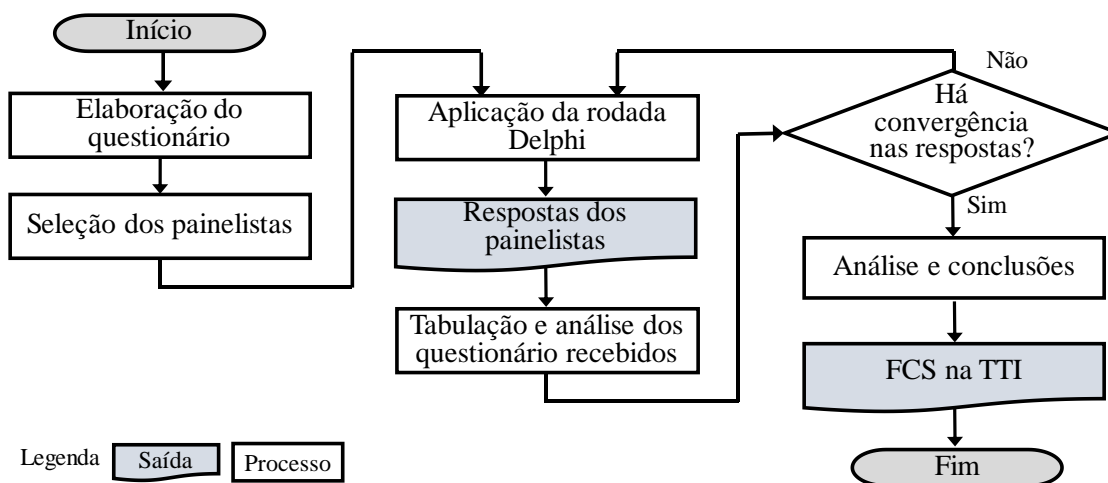 Início
Elaboração do
questionário
Seleção dos painelistas
Aplicação da rodada
Delphi
Respostas dos
painelistas
Tabulação e análise dos
questionário recebidos
Não
Há
convergência
nas respostas?
Sim
Análise e conclusões
FCS na TTI
Fim
Legenda
Saída
Processo